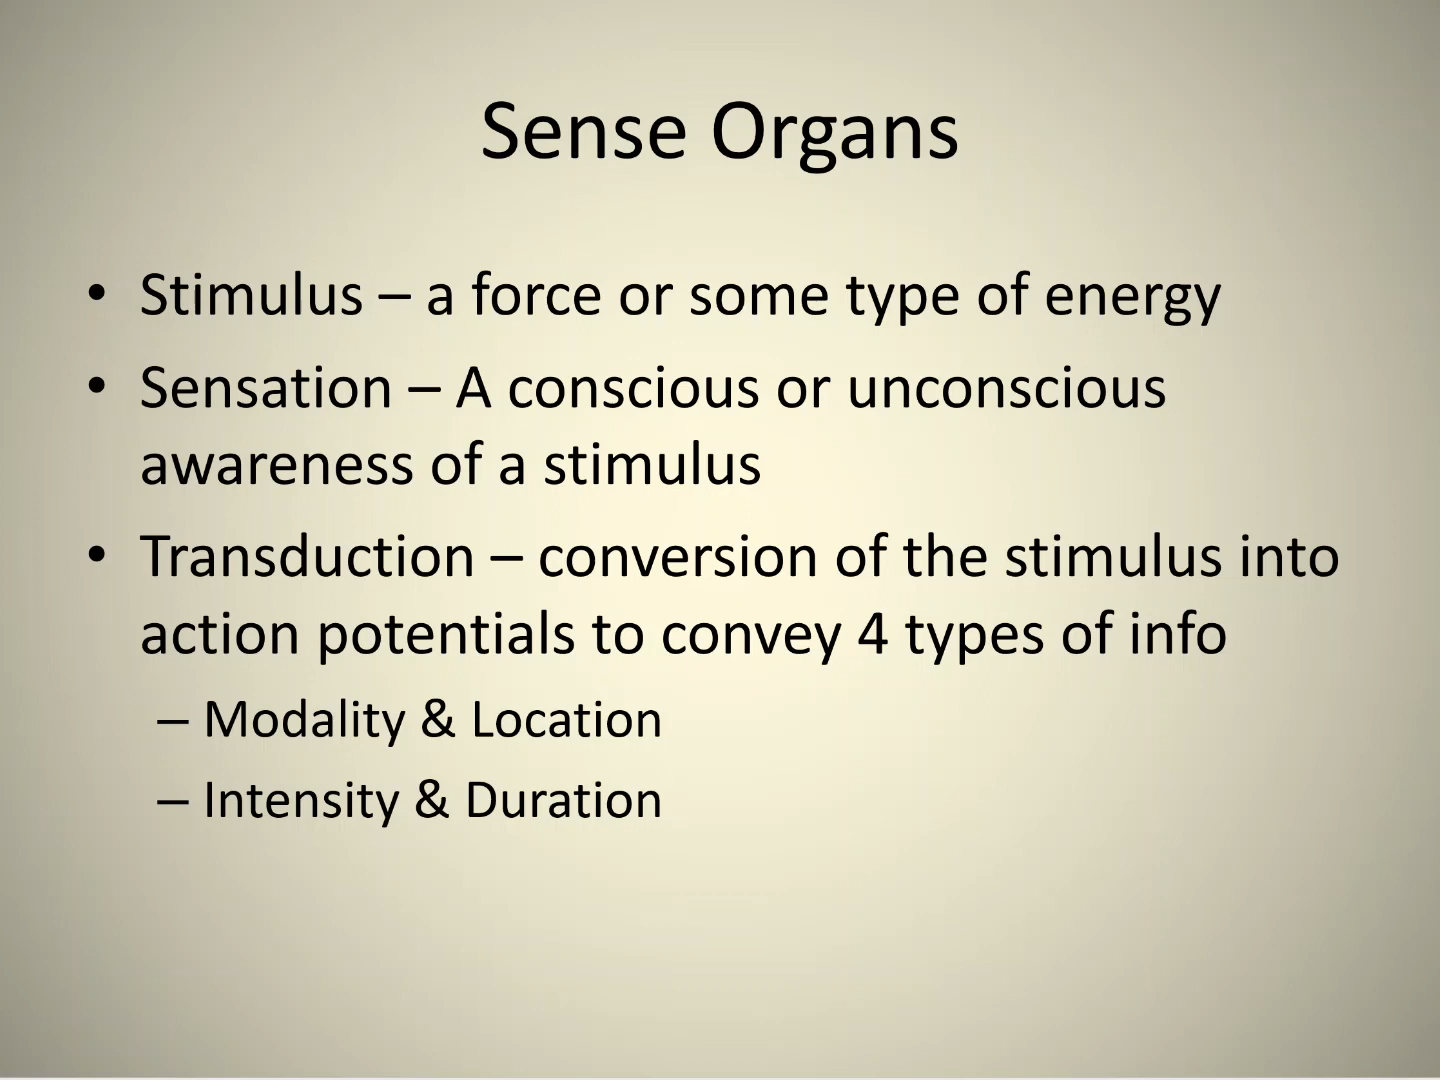 Sense Organs
• Stimulus – a force or some type of energy
• Sensation – A conscious or unconscious
awareness of a stimulus
• Transduction – conversion of the stimulus into
action potentials to convey 4 types of info
– Modality & Location
– Intensity & Duration